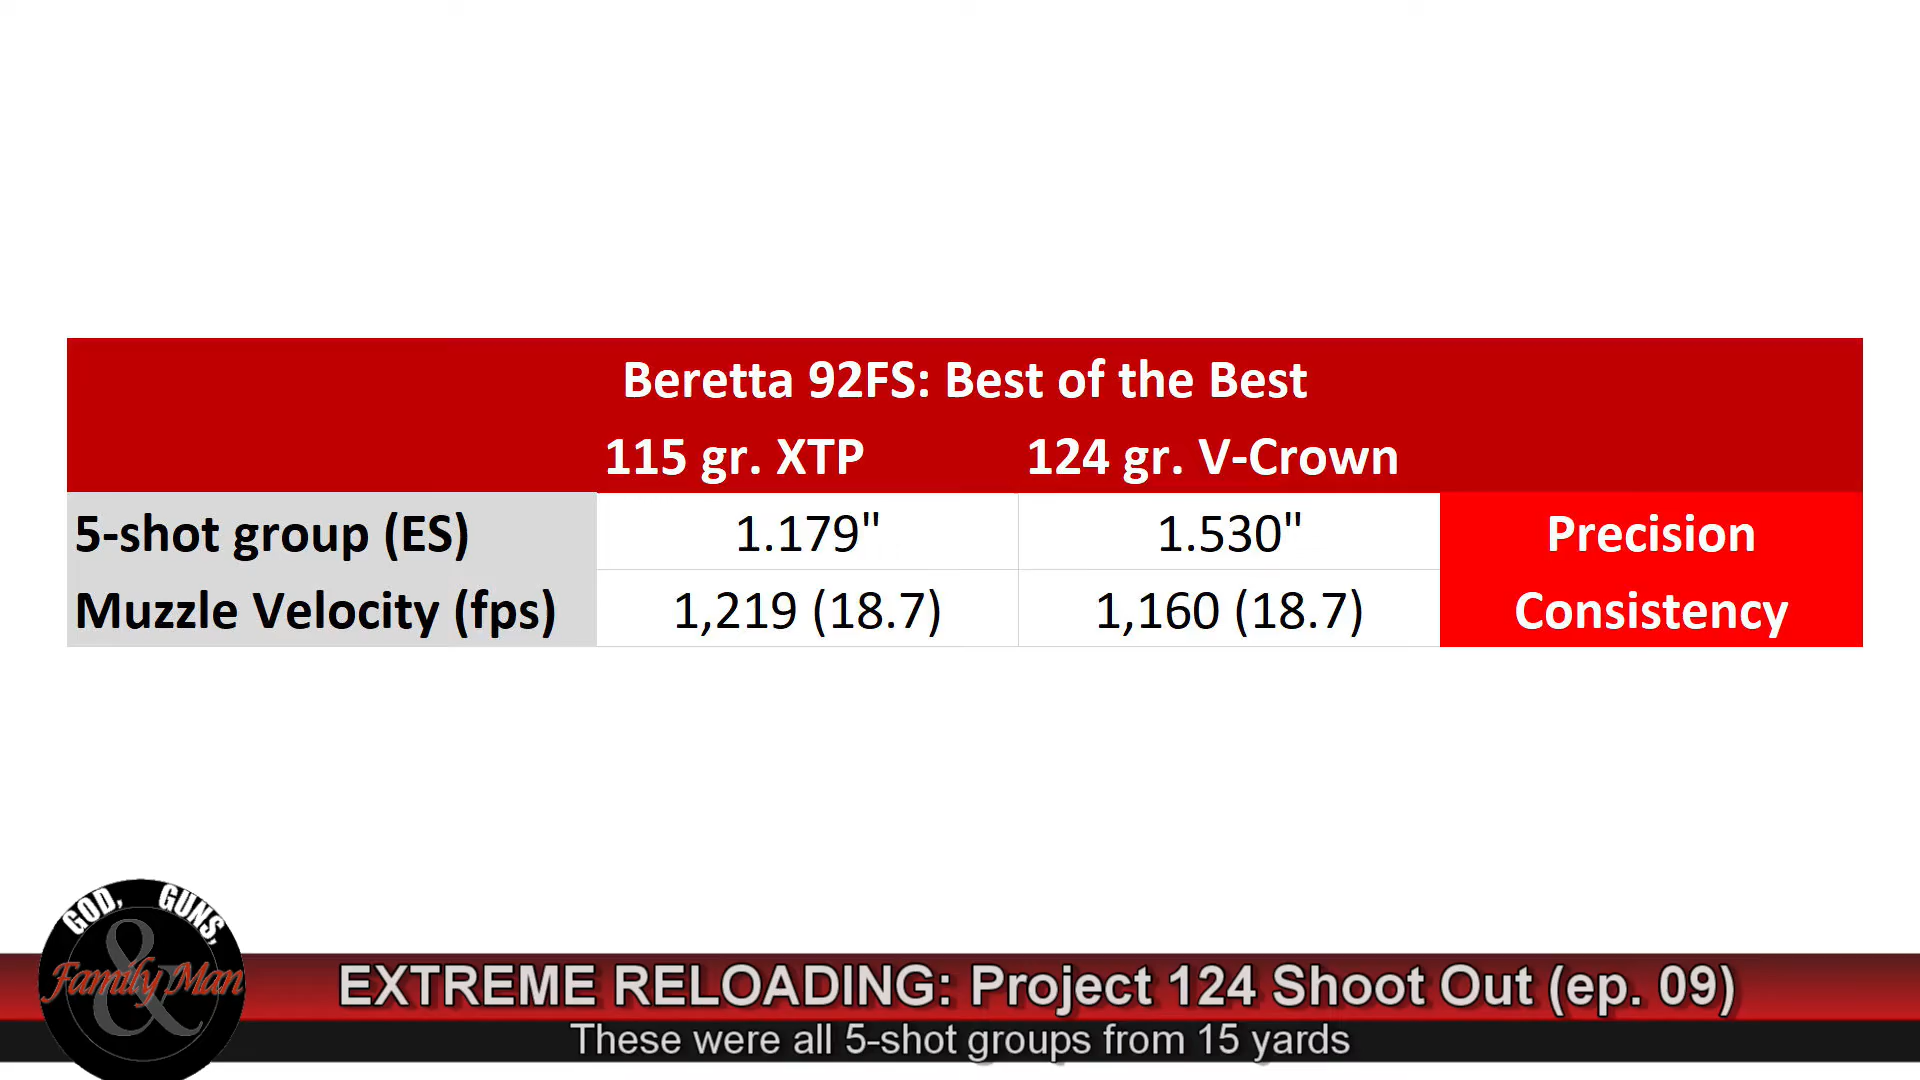 Beretta 92FS: Best of the Best
115 gr. XTP 124 gr. V-Crown
5-shot group (ES) 1.179" 1.530" Precision
Muzzle Velocity (fps) 1,219 (18.7) 1,160 (18.7) Consistency
GOD, GUNS,
&
Family Man
EXTREME RELOADING: Project 124 Shoot Out (ep. 09)
These were all 5-shot groups from 15 yards